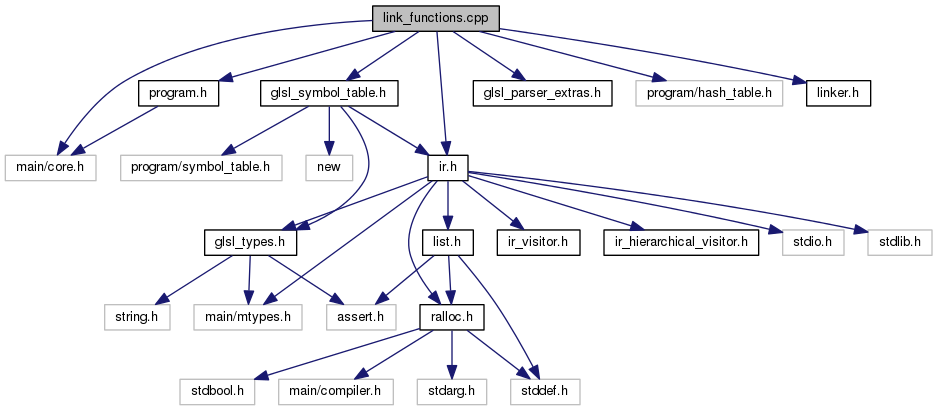 link_functions.cpp
program.h
glsl_symbol_table.h
glsl_parser_extras.h
program/hash_table.h
linker.h
main/core.h
program/symbol_table.h
new
ir.h
glsl_types.h
list.h
ir_visitor.h
ir_hierarchical_visitor.h
stdio.h
stdlib.h
string.h
main/mtypes.h
assert.h
ralloc.h
stdbool.h
main/compiler.h
stdarg.h
stddef.h